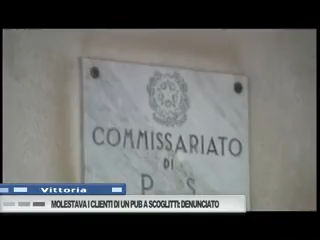 COMMISSARIATO
DI
P S
Vittoria
MOLESTAVA I CLIENTI DI UN PUB A SCOGLITTI: DENUNCIATO